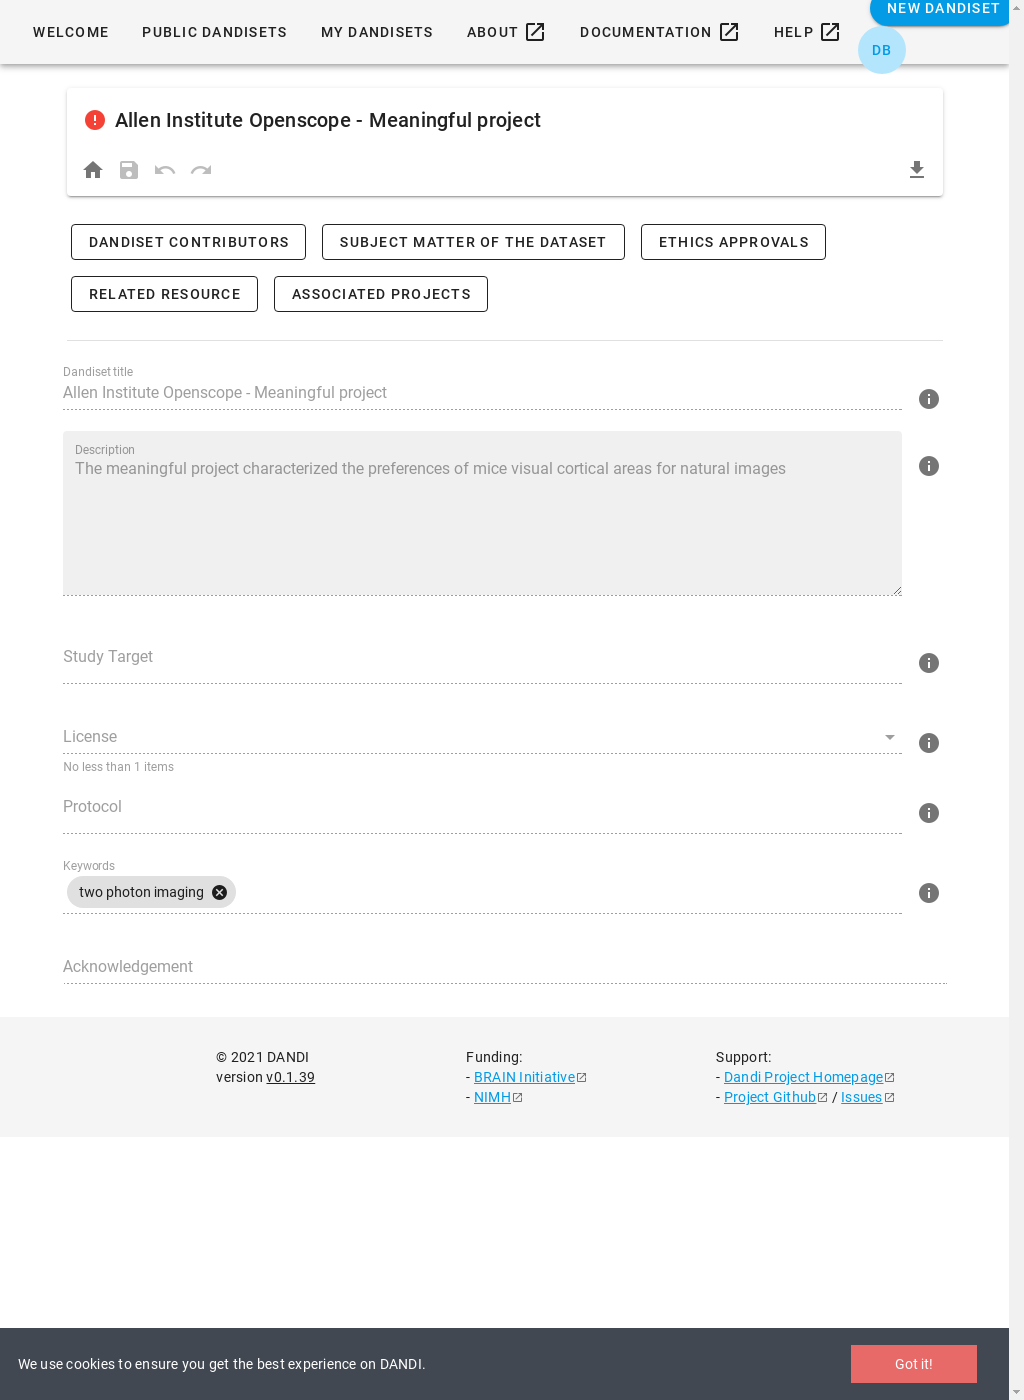 NEW DANDISET
WELCOME PUBLIC DANDISETS MY DANDISETS ABOUT DOCUMENTATION HELP
DB
Allen Institute Openscope - Meaningful project
DANDISET CONTRIBUTORS SUBJECT MATTER OF THE DATASET ETHICS APPROVALS
RELATED RESOURCE ASSOCIATED PROJECTS
Dandiset title
Allen Institute Openscope - Meaningful project
Description
The meaningful project characterized the preferences of mice visual cortical areas for natural images
Study Target
License
No less than 1 items
Protocol
Keywords
two photon imaging
Acknowledgement
© 2021 DANDI
version v0.1.39
Funding:
- BRAIN Initiative
- NIMH
Support:
- Dandi Project Homepage
- Project Github / Issues
We use cookies to ensure you get the best experience on DANDI.
Got it!